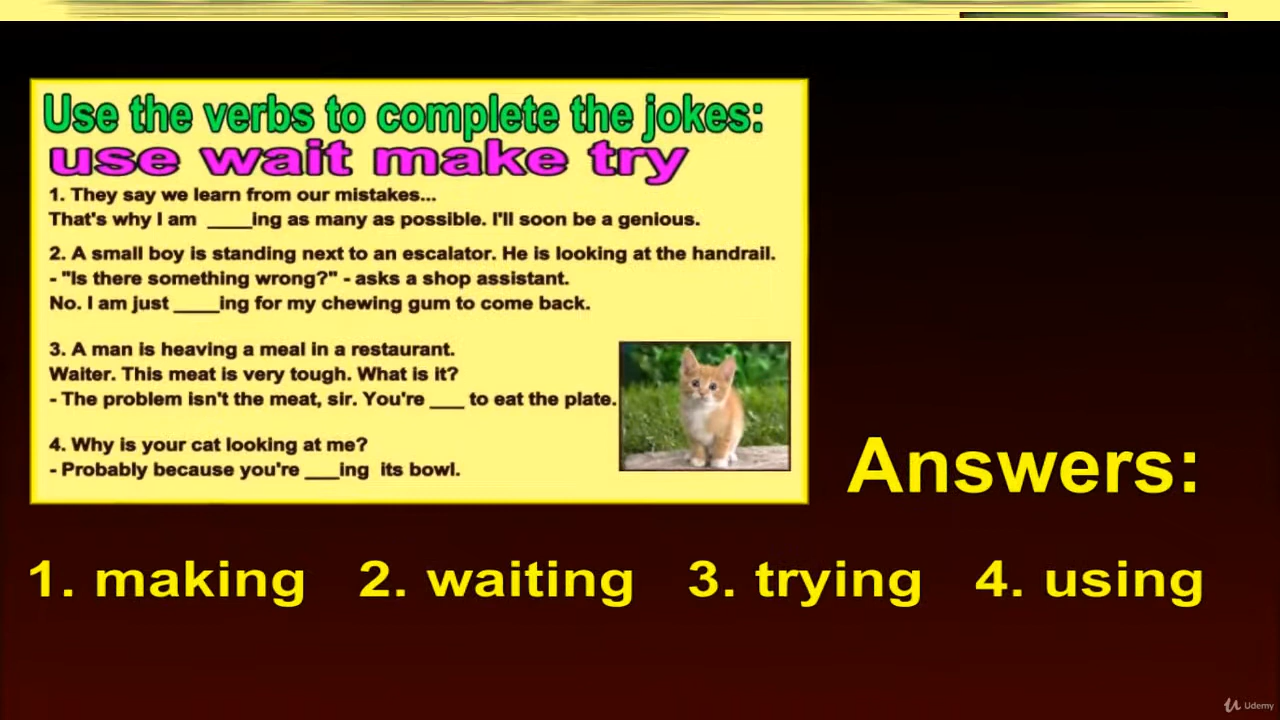 Use the verbs to complete the jokes:
use wait make try
1. They say we learn from our mistakes...
That's why I am ____ing as many as possible. I'll soon be a genious.
2. A small boy is standing next to an escalator. He is looking at the handrail.
- "Is there something wrong?" - asks a shop assistant.
No. I am just ____ing for my chewing gum to come back.
3. A man is heaving a meal in a restaurant.
Waiter. This meat is very tough. What is it?
- The problem isn't the meat, sir. You're ___ to eat the plate.
4. Why is your cat looking at me?
- Probably because you're ___ing its bowl.
Answers:
1. making 2. waiting 3. trying 4. using
Udemy